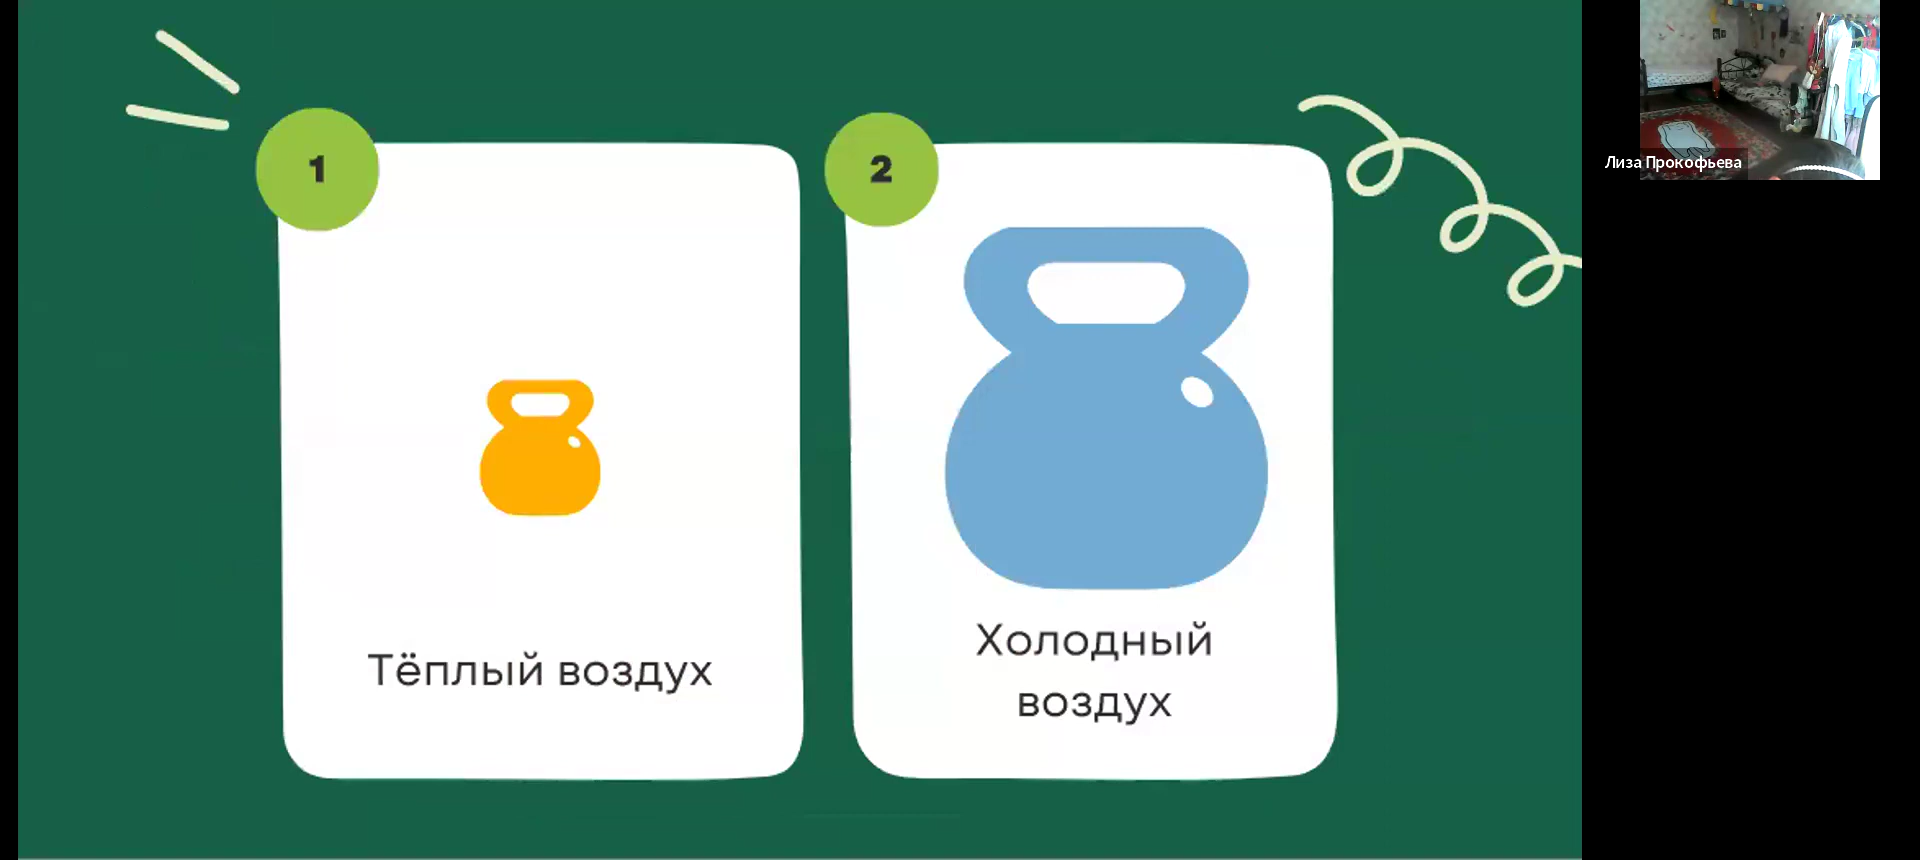 1
2
Тёплый воздух
Холодный
воздух
Лиза Прокофьева